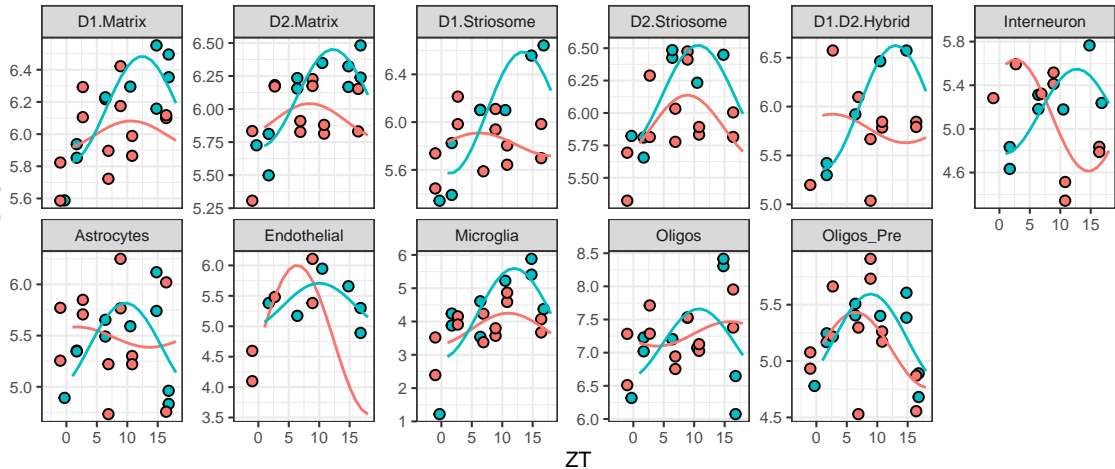 D1.Matrix D2.Matrix D1.Striosome D2.Striosome D1.D2.Hybrid Interneuron
6.4 6.2 6.0 5.8 5.6
6.50 6.25 6.00 5.75 5.50 5.25
6.4 6.0 5.6
6.50 6.25 6.00 5.75 5.50
6.5 6.0 5.5 5.0
5.8 5.4 5.0 4.6
0 5 10 15
Astrocytes Endothelial Microglia Oligos Oligos_Pre
6.0 5.5 5.0
6.0 5.5 5.0 4.5 4.0 3.5
6 5 4 3 2 1
8.5 8.0 7.5 7.0 6.5 6.0
5.5 5.0 4.5
0 5 10 15 0 5 10 15 0 5 10 15 0 5 10 15 0 5 10 15
ZT